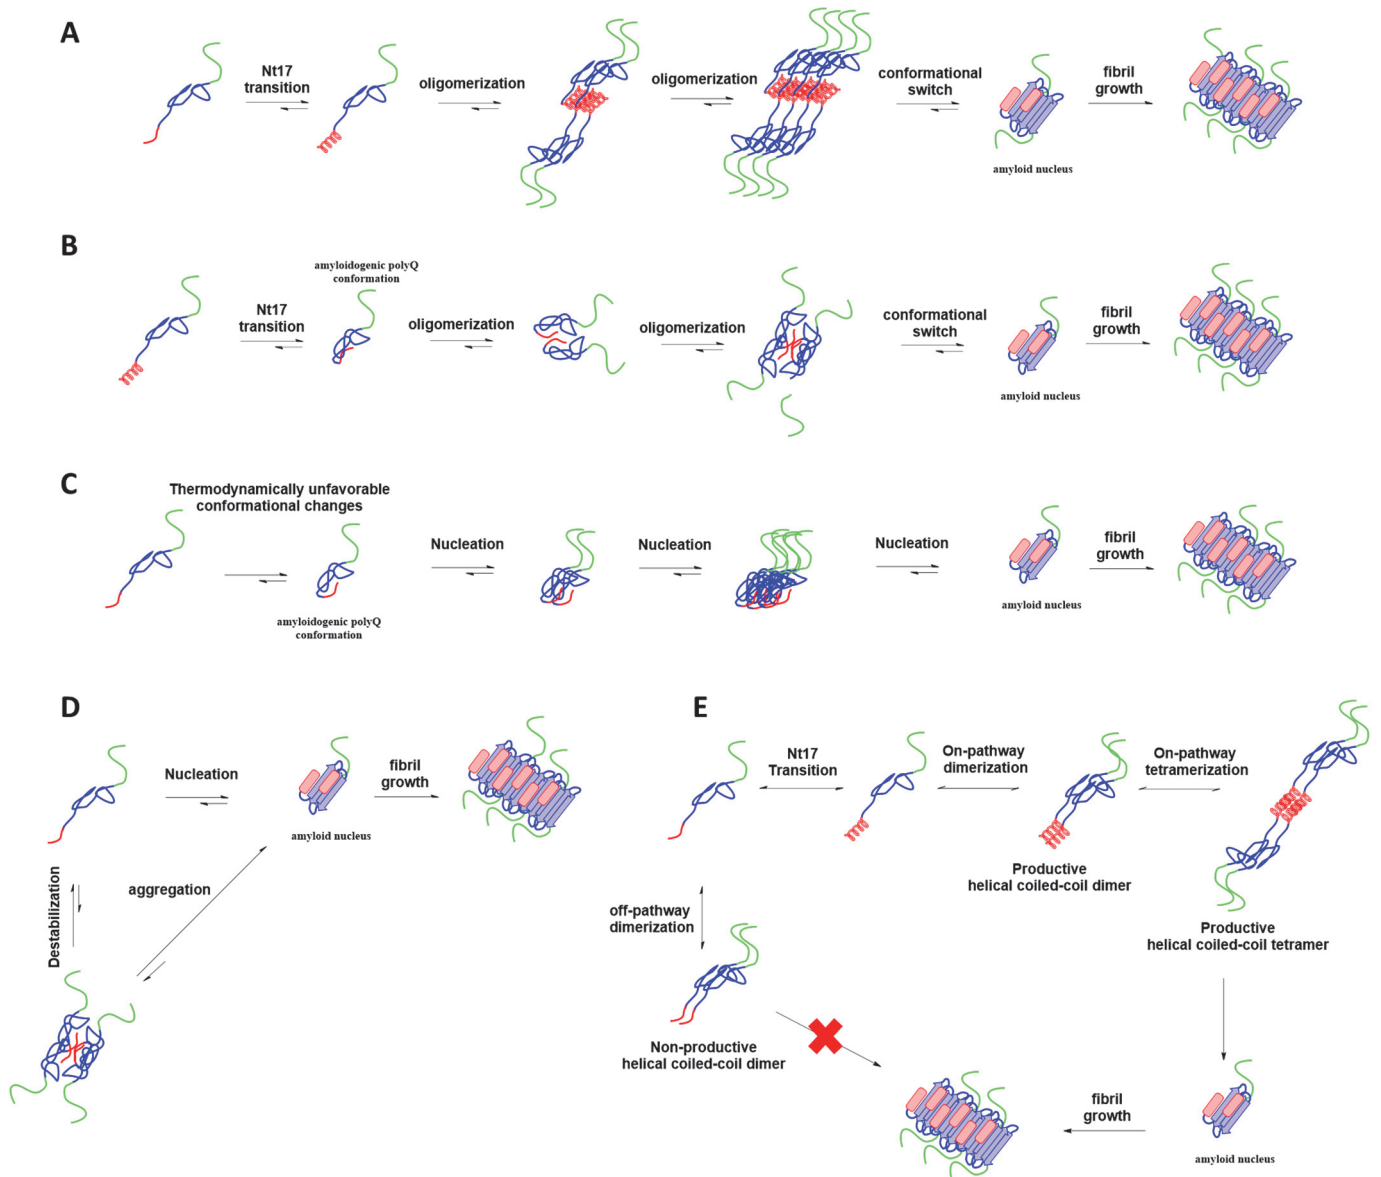 A
Nt17
transition
oligomerization
oligomerization
conformational
switch
fibril
growth
amyloid nucleus
B
amyloidogenic polyQ
conformation
Nt17
transition
oligomerization
oligomerization
conformational
switch
fibril
growth
amyloid nucleus
C
Thermodynamically unfavorable
conformational changes
amyloidogenic polyQ
conformation
Nucleation
Nucleation
Nucleation
fibril
growth
amyloid nucleus
D
Nucleation
fibril
growth
amyloid nucleus
Destabilization
aggregation
E
Nt17
Transition
On-pathway
dimerization
On-pathway
tetramerization
Productive
helical coiled-coil dimer
Productive
helical coiled-coil tetramer
off-pathway
dimerization
Non-productive
helical coiled-coil dimer
fibril
growth
amyloid nucleus